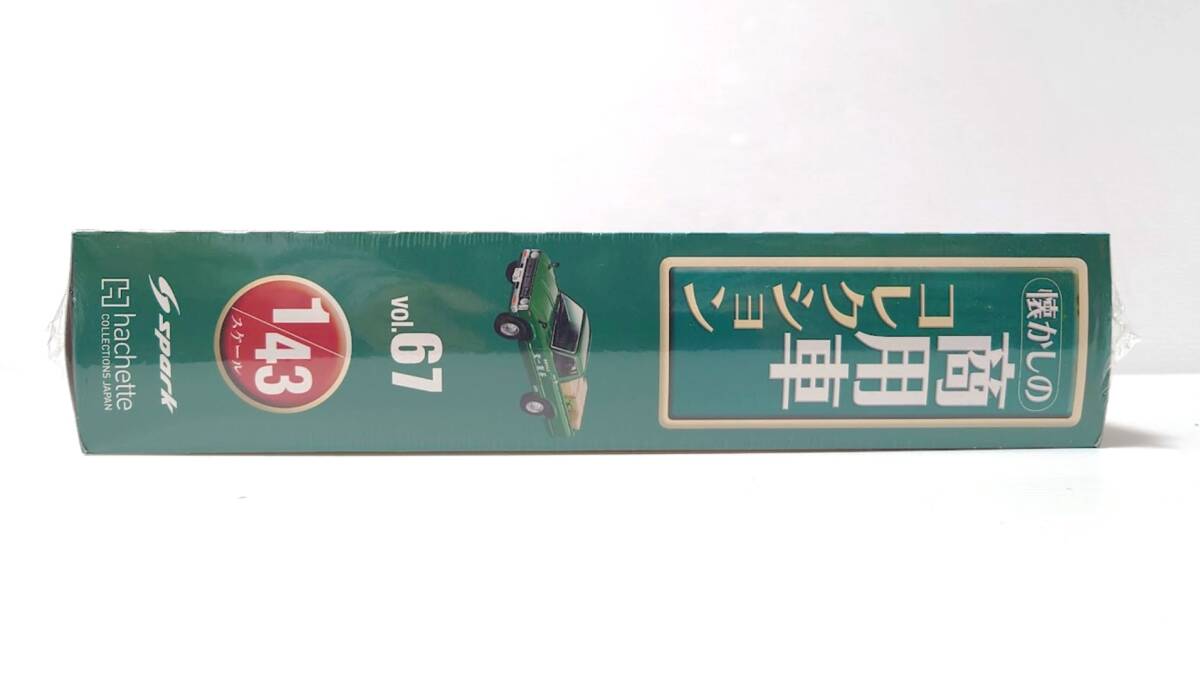 懐かしの
商用車
コレクション
vol.67
1/43
スケール
spark
hachette
COLLECTIONS JAPAN